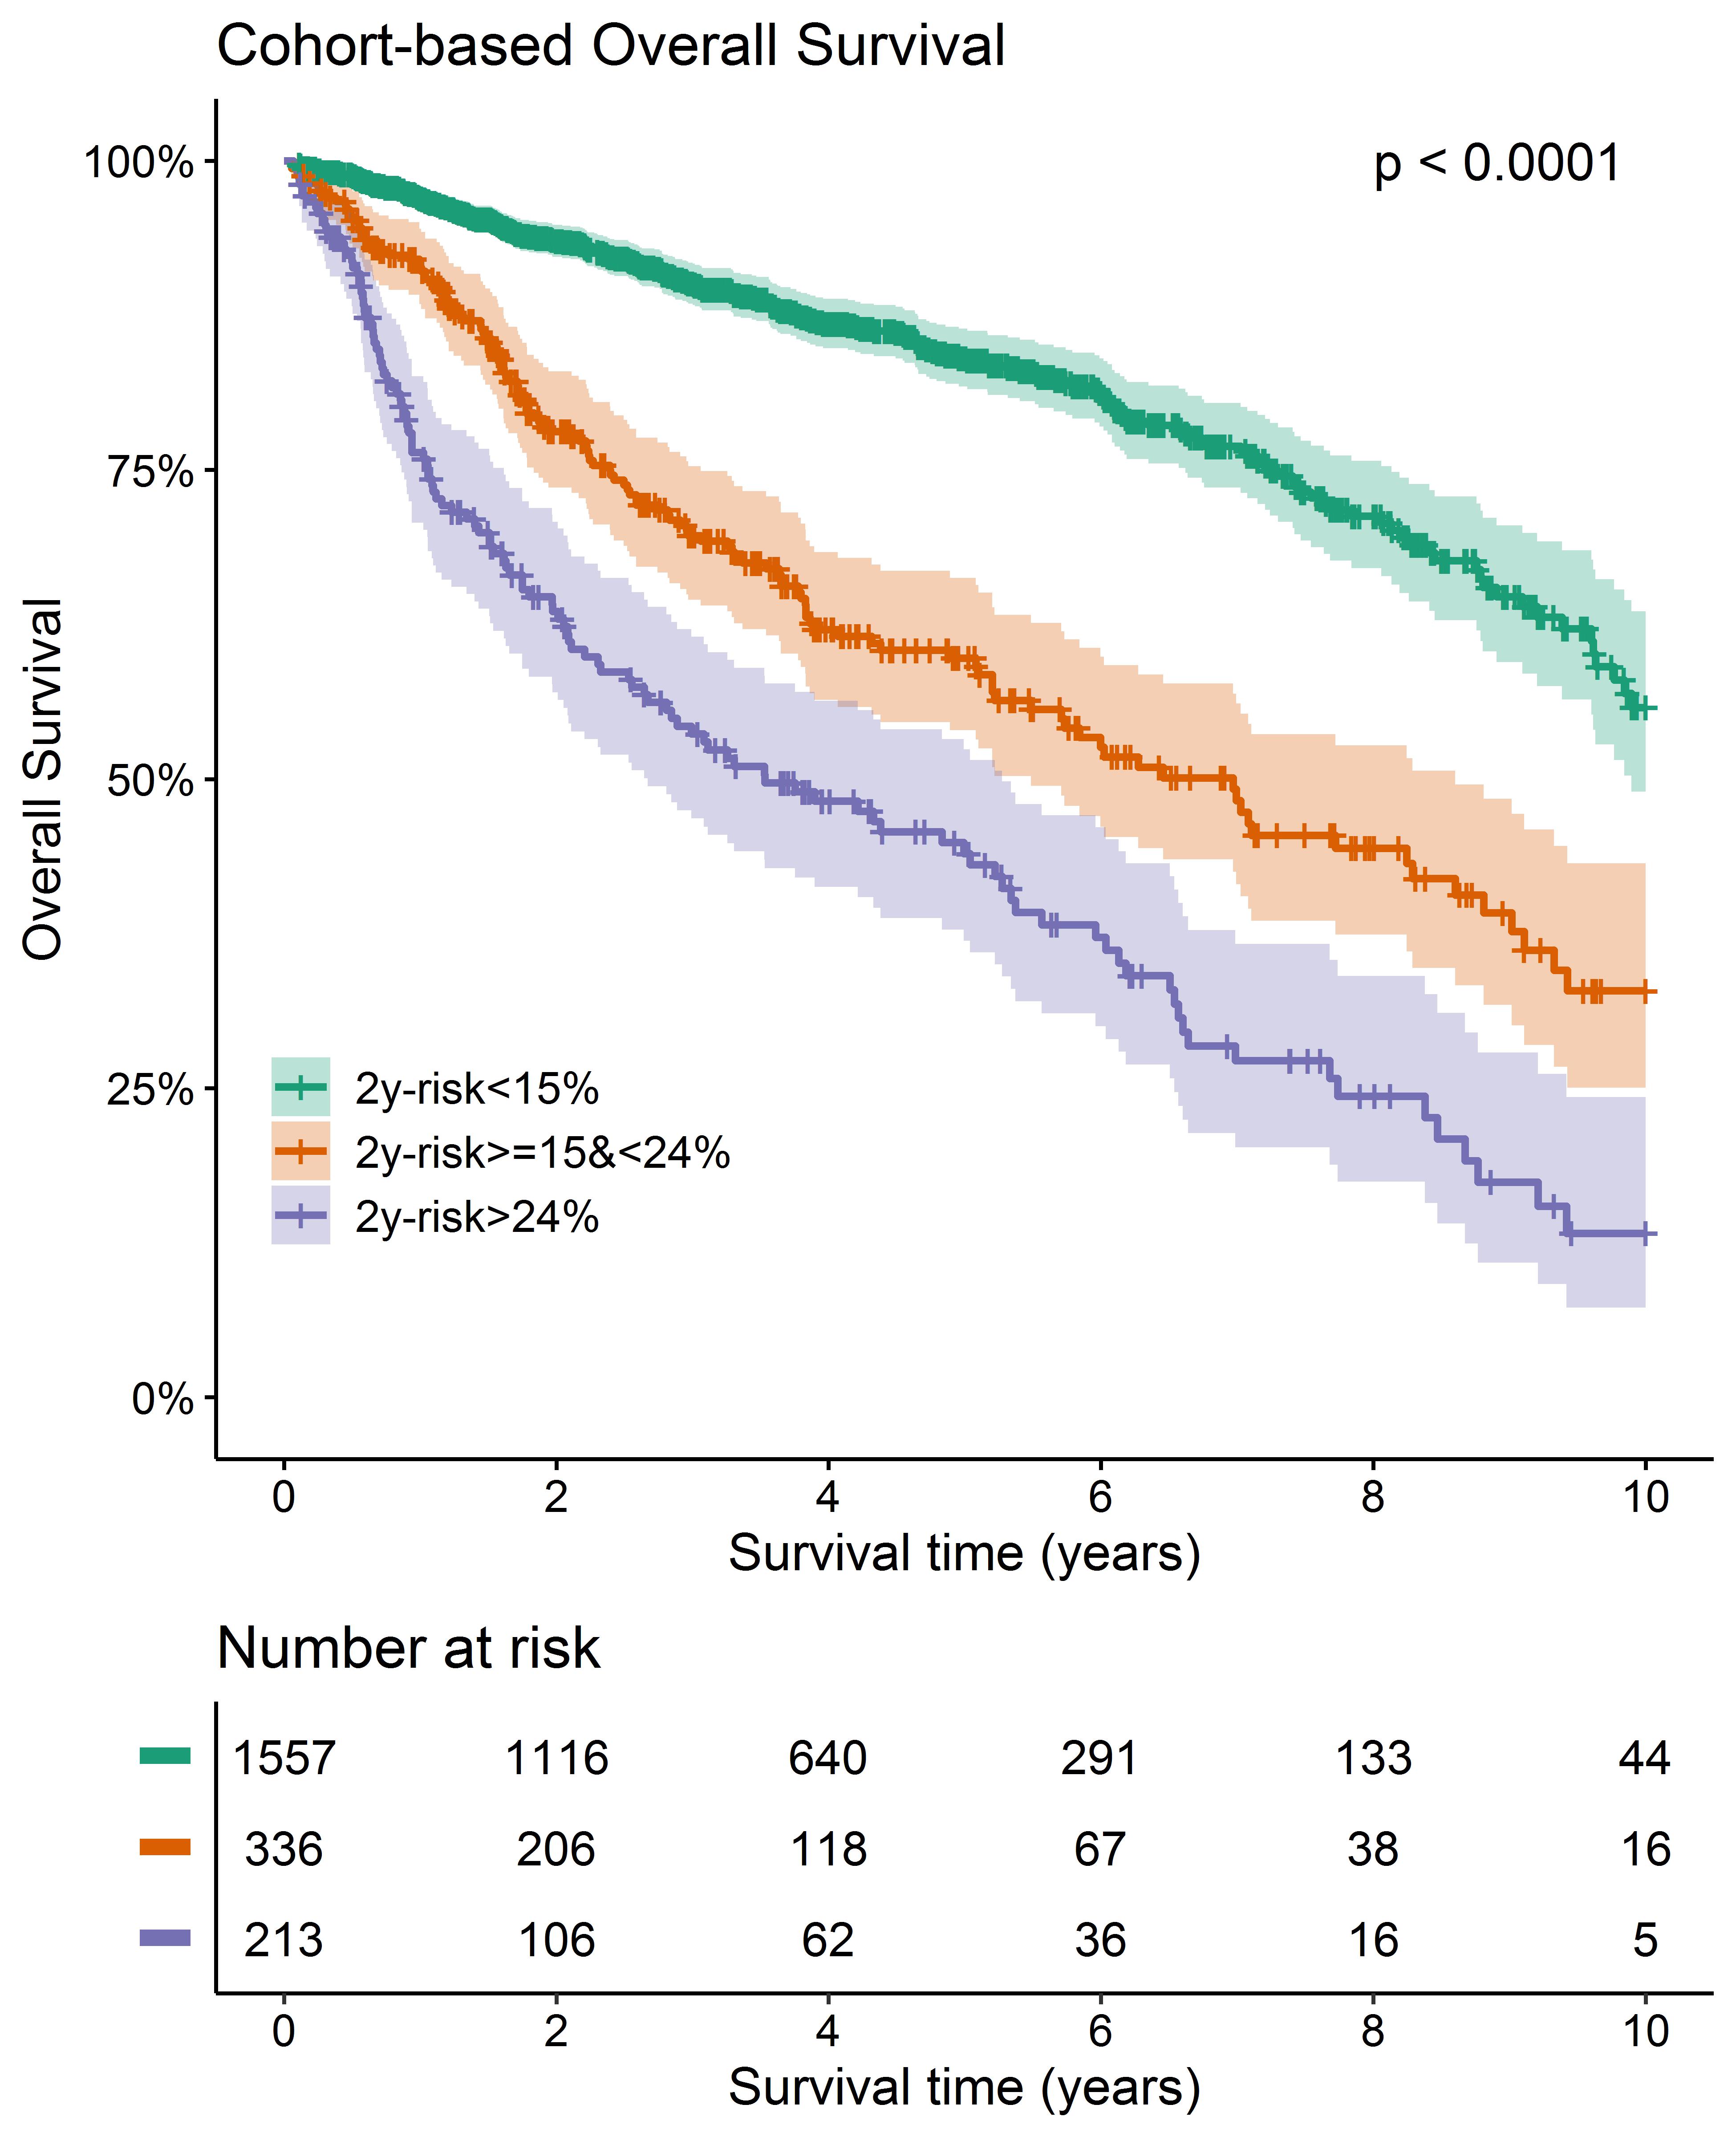 Cohort-based Overall Survival
p < 0.0001
100%
75%
50%
25%
0%
Overall Survival
2y-risk<15%
2y-risk>=15&<24%
2y-risk>24%
0 2 4 6 8 10
Survival time (years)
Number at risk
1557 1116 640 291 133 44
336 206 118 67 38 16
213 106 62 36 16 5
0 2 4 6 8 10
Survival time (years)